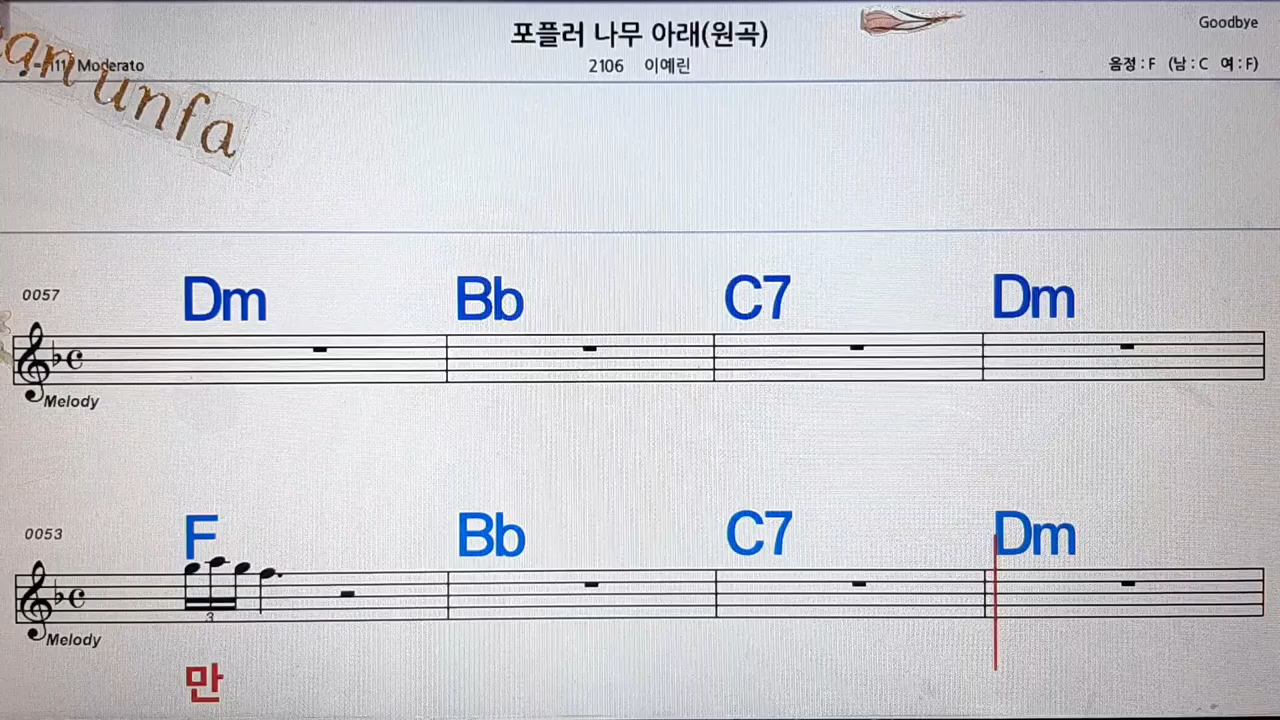 포플러 나무 아래(원곡)
Goodbye
2106 이예린
Moderato
음정 : F (남 : C 여 : F)
unfa
0057
Dm Bb C7 Dm
Melody
0053
F Bb C7 Dm
3
Melody
만